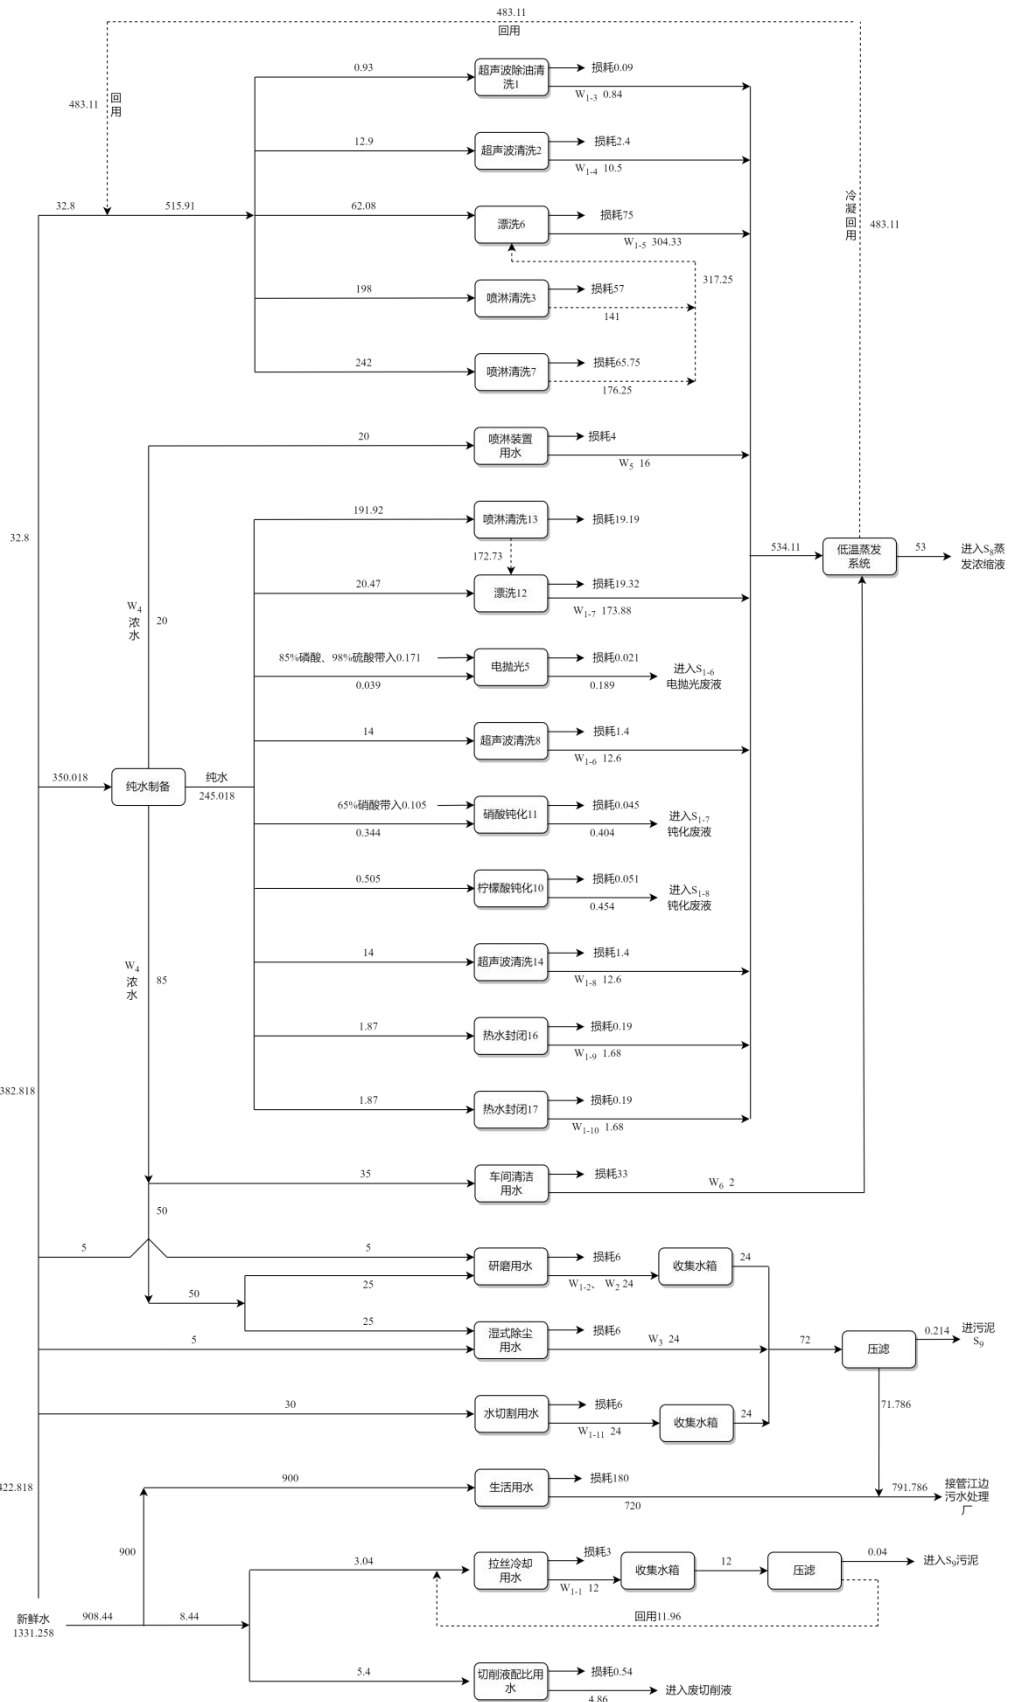 483.11
回用
0.93
超声波除油清
洗1
损耗0.09
W1-3 0.84
483.11
回
用
12.9
超声波清洗2
损耗2.4
W1-4 10.5
32.8
515.91
62.08
漂洗6
损耗75
W1-5 304.33
冷
凝
回
用
483.11
317.25
198
喷淋清洗3
损耗57
141
242
喷淋清洗7
损耗65.75
176.25
20
喷淋装置
用水
损耗4
W5 16
191.92
喷淋清洗13
损耗19.19
32.8
172.73
534.11
低温蒸发
系统
53
进入S8蒸
发浓缩液
20.47
漂洗12
损耗19.32
W1-7 173.88
W4
浓
水
20
85%磷酸、98%硫酸带入0.171
0.039
电抛光5
损耗0.021
0.189
进入S1-6
电抛光废液
14
超声波清洗8
损耗1.4
W1-6 12.6
350.018
纯水制备
纯水
245.018
65%硝酸带入0.105
0.344
硝酸钝化11
损耗0.045
0.404
进入S1-7
钝化废液
0.505
柠檬酸钝化10
损耗0.051
0.454
进入S1-8
钝化废液
W4
浓
水
85
14
超声波清洗14
损耗1.4
W1-8 12.6
1.87
热水封闭16
损耗0.19
W1-9 1.68
382.818
1.87
热水封闭17
损耗0.19
W1-10 1.68
35
车间清洁
用水
损耗33
W6 2
50
5
5
研磨用水
损耗6
W1-2、 W2 24
收集水箱
24
50
25
25
湿式除尘
用水
损耗6
W3 24
5
72
压滤
0.214
进污泥
S9
71.786
30
水切割用水
损耗6
W1-11 24
收集水箱
24
422.818
900
生活用水
损耗180
720
791.786
接管江边
污水处理
厂
900
3.04
拉丝冷却
用水
损耗3
W1-1 12
收集水箱
12
压滤
0.04
进入S9污泥
新鲜水
1331.258
908.44
8.44
回用11.96
5.4
切削液配比用
水
损耗0.54
4.86
进入废切削液